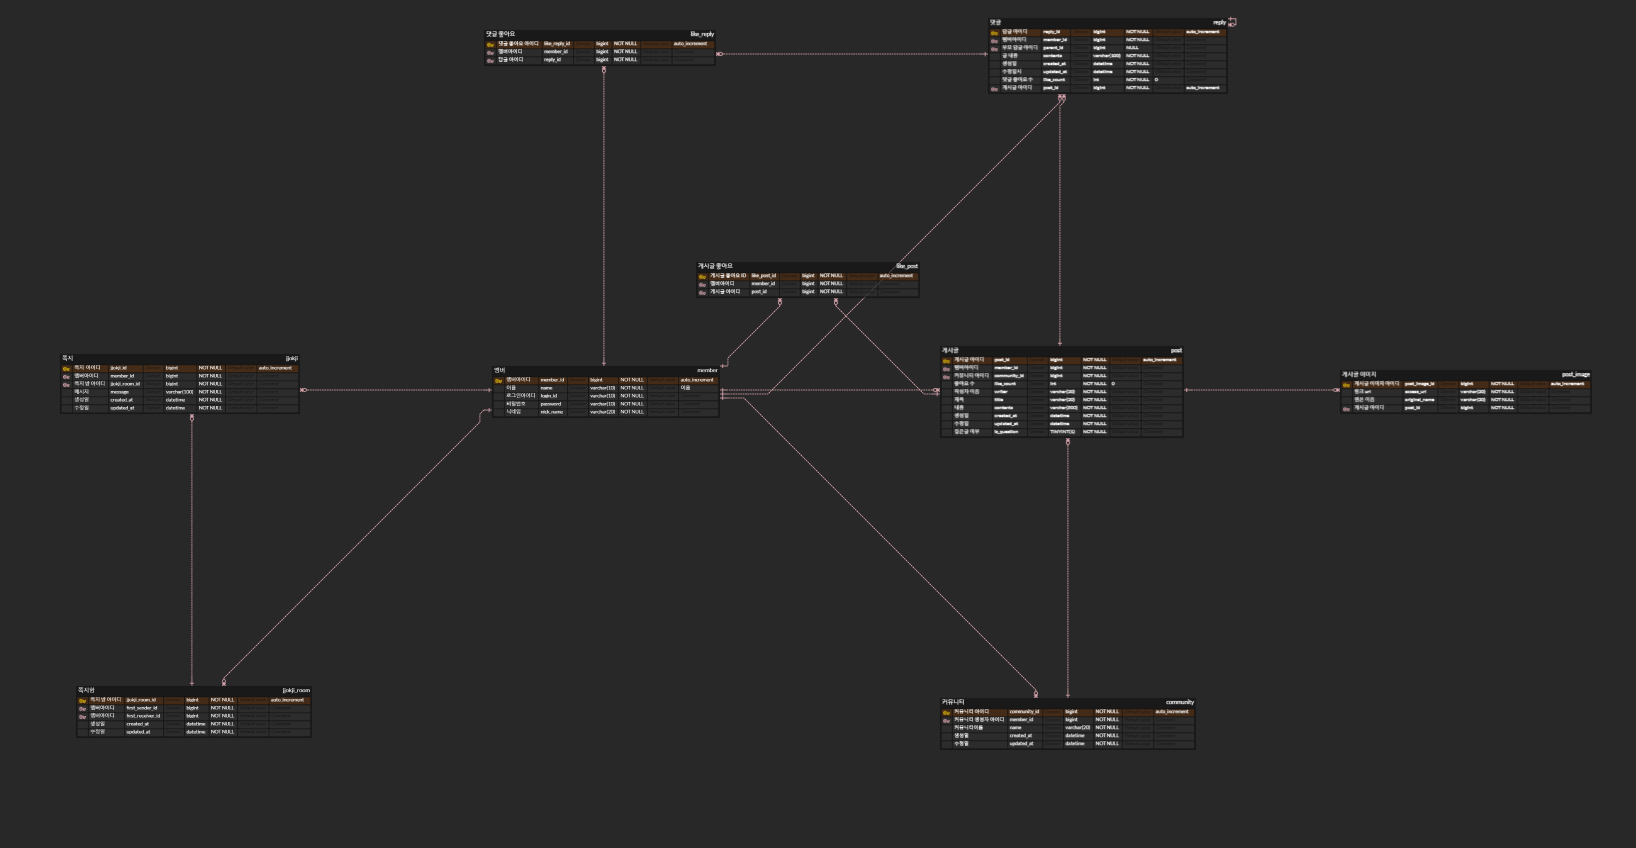 댓글 좋아요 like_reply
댓글 좋아요 아이디 like_reply_id bigint NOT NULL auto_increment
멤버아이디 member_id bigint NOT NULL
답글 아이디 reply_id bigint NOT NULL
댓글 reply
답글 아이디 reply_id bigint NOT NULL auto_increment
멤버아이디 member_id bigint NOT NULL
부모 답글 아이디 parent_id bigint NULL
글 내용 contents varchar(300) NOT NULL
생성일 created_at datetime NOT NULL
수정일시 updated_at datetime NOT NULL
댓글 좋아요 수 like_count int NOT NULL 0
게시글 아이디 post_id bigint NOT NULL auto_increment
게시글 좋아요 like_post
게시글 좋아요 ID like_post_id bigint NOT NULL auto_increment
멤버아이디 member_id bigint NOT NULL
게시글 아이디 post_id bigint NOT NULL
쪽지 jjokji
쪽지 아이디 jjokji_id bigint NOT NULL auto_increment
멤버아이디 member_id bigint NOT NULL
쪽지방 아이디 jjokji_room_id bigint NOT NULL
메시지 message varchar(100) NOT NULL
생성일 created_at datetime NOT NULL
수정일 updated_at datetime NOT NULL
멤버 member
멤버아이디 member_id bigint NOT NULL auto_increment
이름 name varchar(10) NOT NULL 이름
로그인아이디 login_id varchar(10) NOT NULL
비밀번호 password varchar(10) NOT NULL
닉네임 nick_name varchar(20) NOT NULL
게시글 post
게시글 아이디 post_id bigint NOT NULL auto_increment
멤버아이디 member_id bigint NOT NULL
커뮤니티 아이디 community_id bigint NOT NULL
좋아요 수 like_count int NOT NULL 0
작성자 이름 writer varchar(20) NOT NULL
제목 title varchar(20) NOT NULL
내용 contents NOT NULL
생성일 created_at datetime NOT NULL
수정일 updated_at datetime NOT NULL
질문글 여부 is_question TINYINT(1) NOT NULL
게시글 이미지 post_image
게시글 이미지 아이디 post_image_id bigint NOT NULL auto_increment
링크 url access_url varchar(20) NOT NULL
원본 이름 original_name varchar(20) NOT NULL
게시글 아이디 post_id bigint NOT NULL
쪽지함 jjokji_room
쪽지방 아이디 jjokji_room_id bigint NOT NULL auto_increment
멤버아이디 first_sender_id bigint NOT NULL
멤버아이디 first_receiver_id bigint NOT NULL
생성일 created_at datetime NOT NULL
수정일 updated_at datetime NOT NULL
커뮤니티 community
커뮤니티 아이디 community_id bigint NOT NULL auto_increment
커뮤니티 생성자 아이디 member_id bigint NOT NULL
커뮤니티이름 name varchar(20) NOT NULL
생성일 created_at datetime NOT NULL
수정일 updated_at datetime NOT NULL